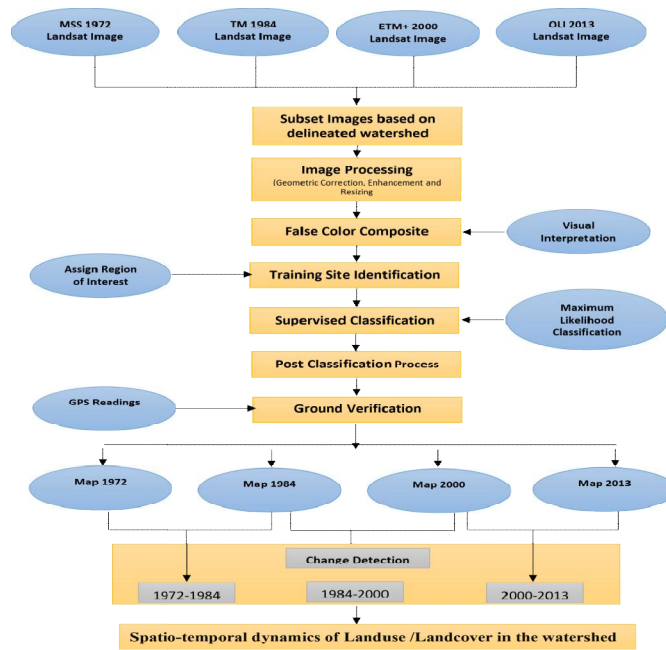 MSS 1972
Landsat Image
TM 1984
Landsat Image
ETM+ 2000
Landsat Image
OLI 2013
Landsat Image
Subset Images based on
delineated watershed
Image Processing
(Geometric Correction, Enhancement and
Resizing
False Color Composite
Visual
Interpretation
Assign Region
of Interest
Training Site Identification
Supervised Classification
Maximum
Likelihood
Classification
Post Classification Process
GPS Readings
Ground Verification
Map 1972
Map 1984
Map 2000
Map 2013
Change Detection
1972-1984
1984-2000
2000-2013
Spatio-temporal dynamics of Landuse /Landcover in the watershed